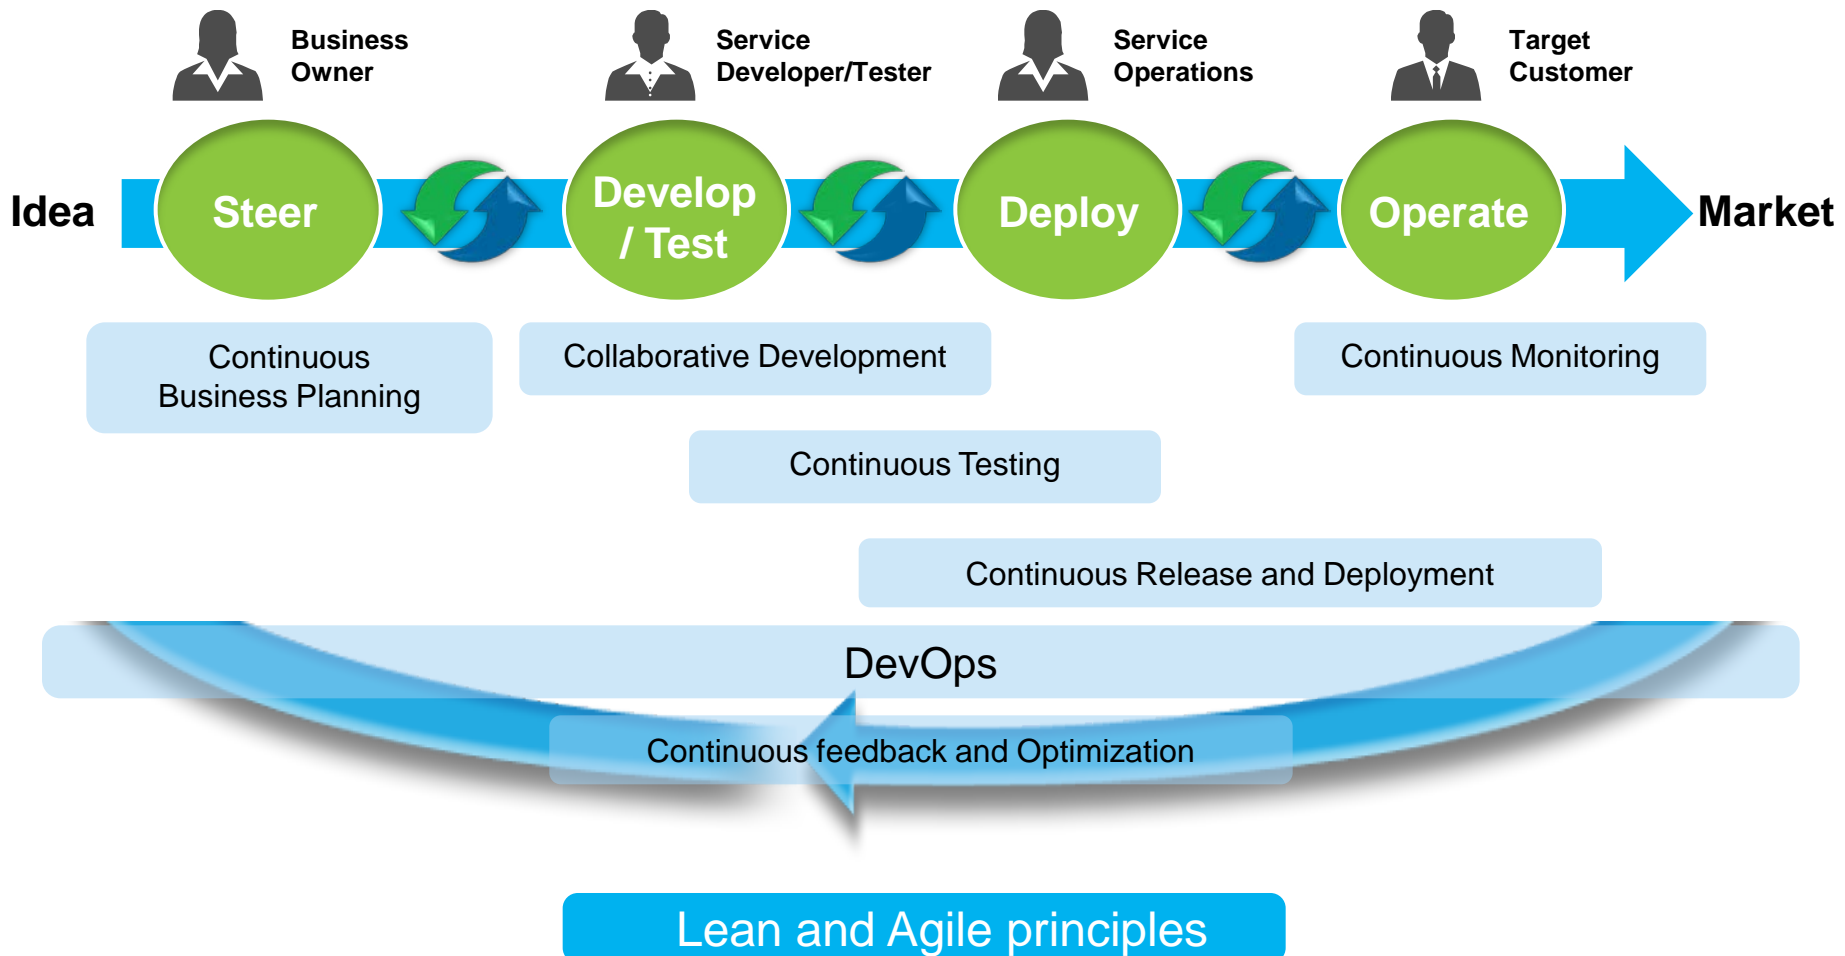 Business
Owner
Service
Developer/Tester
Service
Operations
Target
Customer
Idea
Steer
Develop
/ Test
Deploy
Operate
Market
Continuous
Business Planning
Collaborative Development
Continuous Monitoring
Continuous Testing
Continuous Release and Deployment
DevOps
Continuous feedback and Optimization
Lean and Agile principles